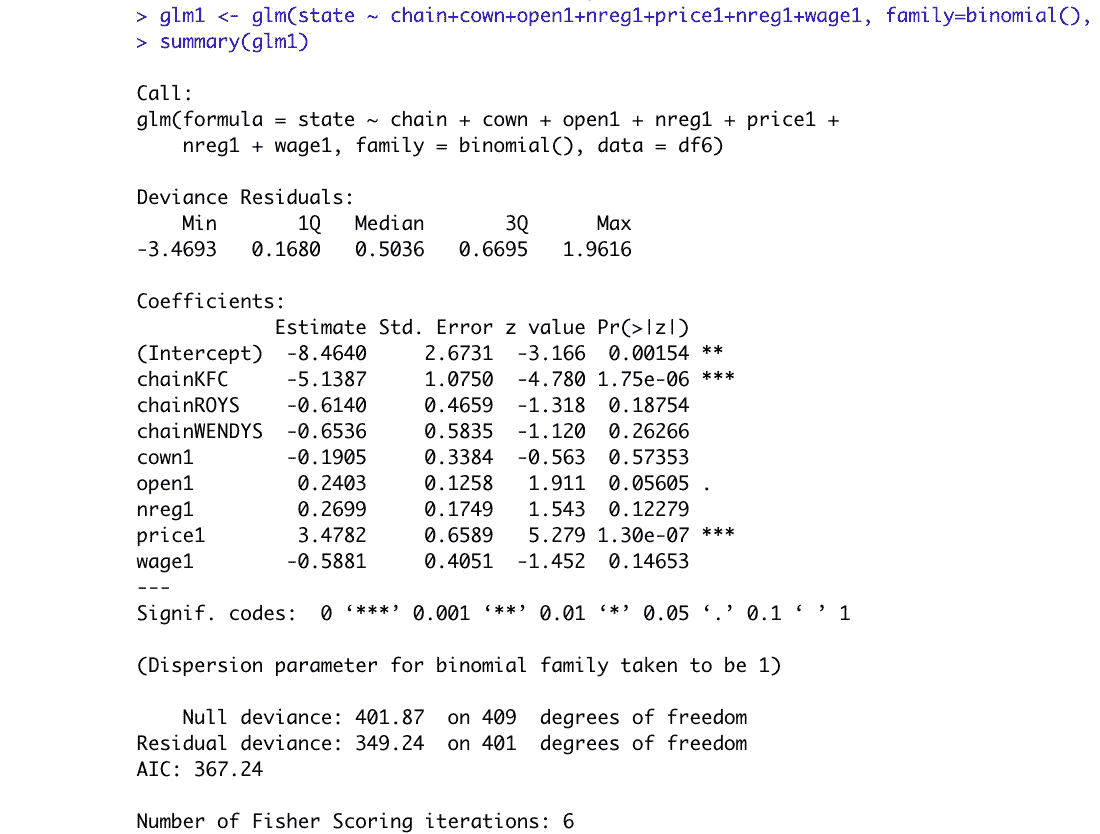 > glm1 <- glm(state ~ chain+cown+open1+nreg1+price1+nreg1+wage1, family=binomial(),
> summary(glm1)
Call:
glm(formula = state ~ chain + cown + open1 + nreg1 + price1 +
    nreg1 + wage1, family = binomial(), data = df6)
Deviance Residuals:
    Min       1Q   Median       3Q      Max
-3.4693   0.1680   0.5036   0.6695   1.9616
Coefficients:
            Estimate Std. Error z value Pr(>|z|)
(Intercept)  -8.4640     2.6731  -3.166  0.00154 **
chainKFC     -5.1387     1.0750  -4.780 1.75e-06 ***
chainROYS    -0.6140     0.4659  -1.318  0.18754
chainWENDYS  -0.6536     0.5835  -1.120  0.26266
cown1        -0.1905     0.3384  -0.563  0.57353
open1         0.2403     0.1258   1.911  0.05605 .
nreg1         0.2699     0.1749   1.543  0.12279
price1        3.4782     0.6589   5.279 1.30e-07 ***
wage1        -0.5881     0.4051  -1.452  0.14653
---
Signif. codes:  0 ‘***’ 0.001 ‘**’ 0.01 ‘*’ 0.05 ‘.’ 0.1 ‘ ’ 1
(Dispersion parameter for binomial family taken to be 1)
    Null deviance: 401.87  on 409  degrees of freedom
Residual deviance: 349.24  on 401  degrees of freedom
AIC: 367.24
Number of Fisher Scoring iterations: 6